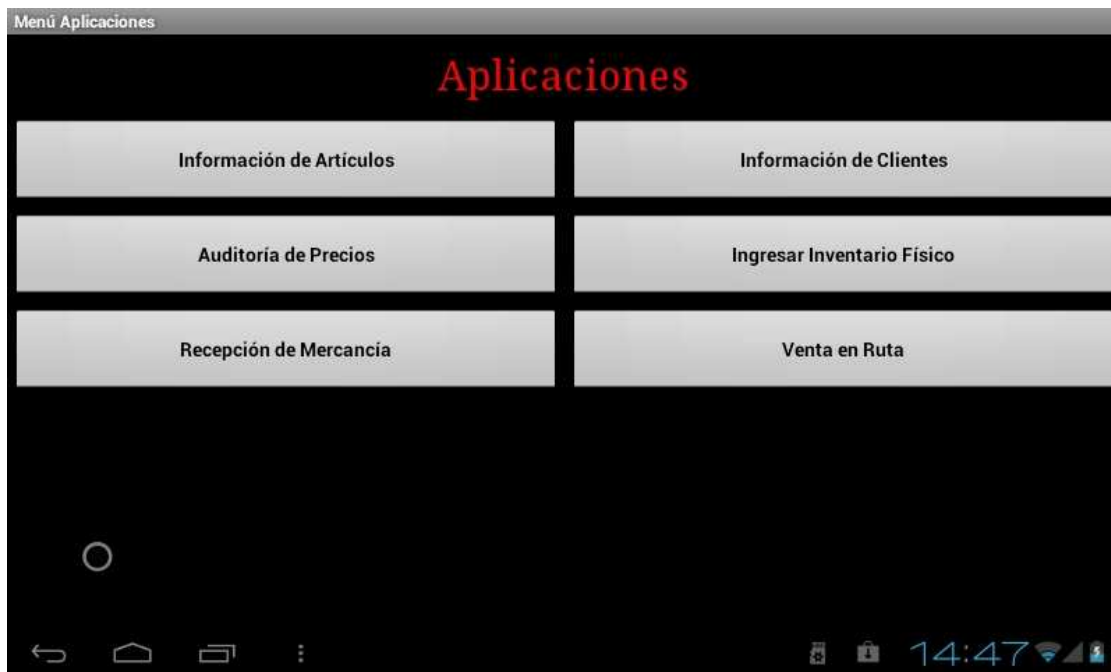 Menú Aplicaciones
Aplicaciones
Información de Artículos
Información de Clientes
Auditoría de Precios
Ingresar Inventario Físico
Recepción de Mercancía
Venta en Ruta
14:47